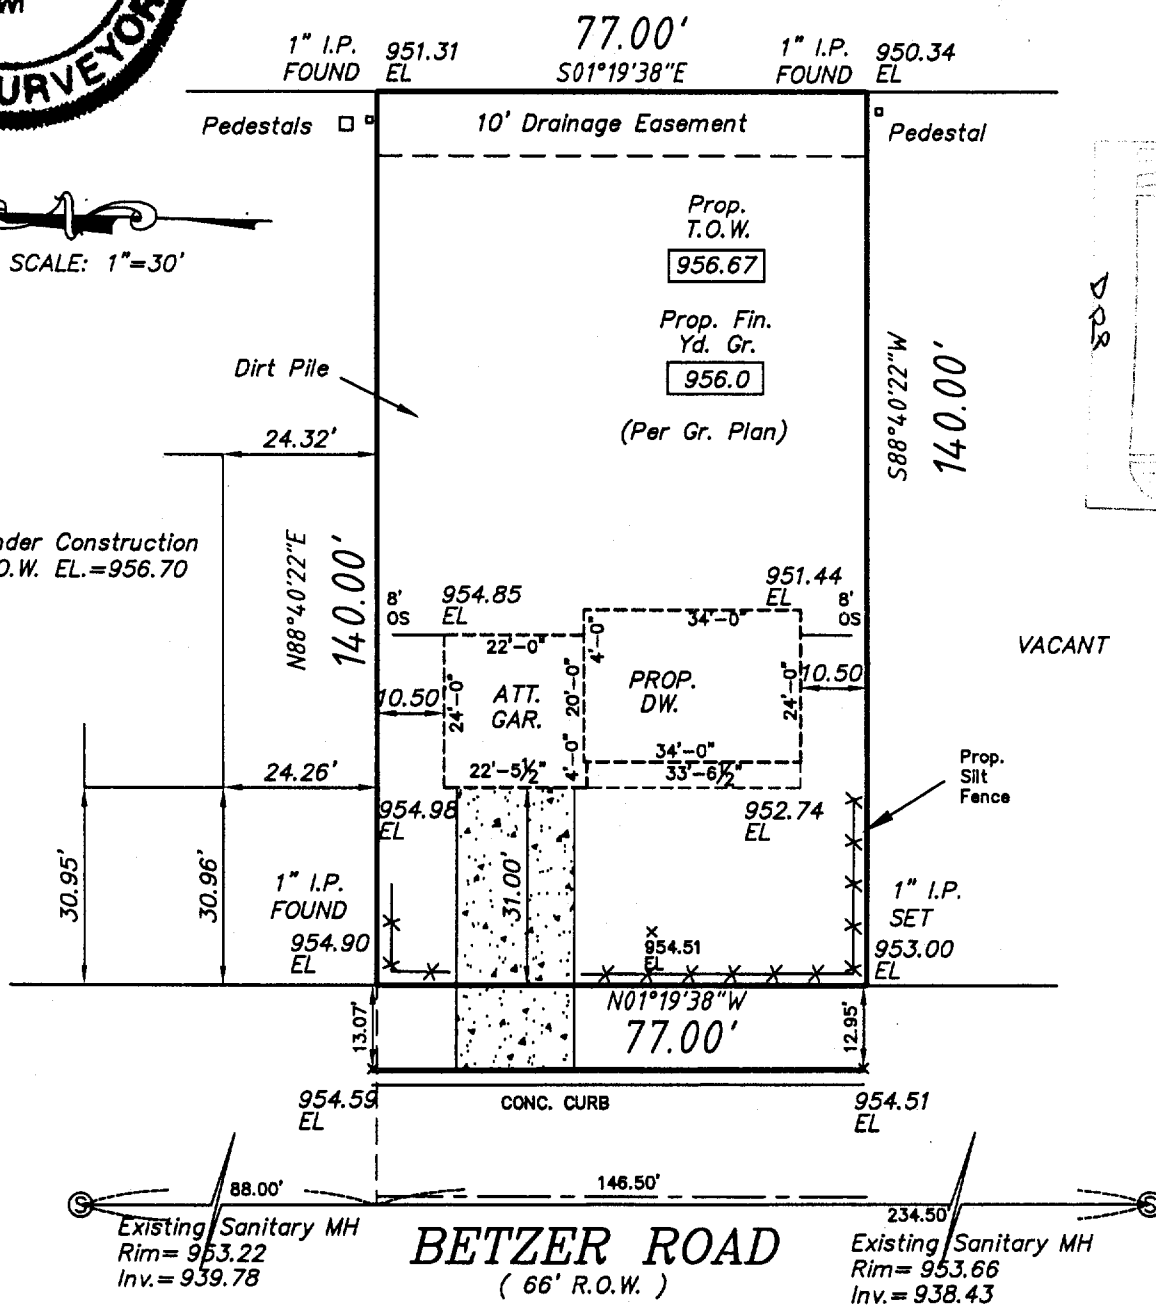 SURVEYOR
1" I.P.
FOUND
951.31
EL
77.00'
S01°19'38"E
1" I.P.
FOUND
950.34
EL
Pedestals
10' Drainage Easement
Pedestal
SCALE: 1"=30'
Prop.
T.O.W.
956.67
Prop. Fin.
Yd. Gr.
956.0
(Per Gr. Plan)
Dirt Pile
24.32'
S88°40'22"W
140.00'
Construction
EL.=956.70
N88°40'22"E
140.00'
8'
OS
954.85
EL
951.44
EL
8'
OS
VACANT
22'-0"
4'-0"
34'-0"
10.50
24'-0"
ATT.
GAR.
20'-0"
PROP.
DW.
24'-0"
10.50
22'-5½"
4'-0"
34'-0"
33'-6½"
24.26'
Prop.
Silt
Fence
954.98
EL
952.74
EL
30.95'
30.96'
31.00'
1" I.P.
FOUND
954.90
EL
954.51
EL
1" I.P.
SET
953.00
EL
N01°19'38"W
77.00'
13.07'
12.95'
954.59
EL
CONC. CURB
954.51
EL
S
88.00'
146.50'
234.50'
S
Existing Sanitary MH
Rim= 953.22
Inv.= 939.78
BETZER ROAD
( 66' R.O.W. )
Existing Sanitary MH
Rim= 953.66
Inv.= 938.43